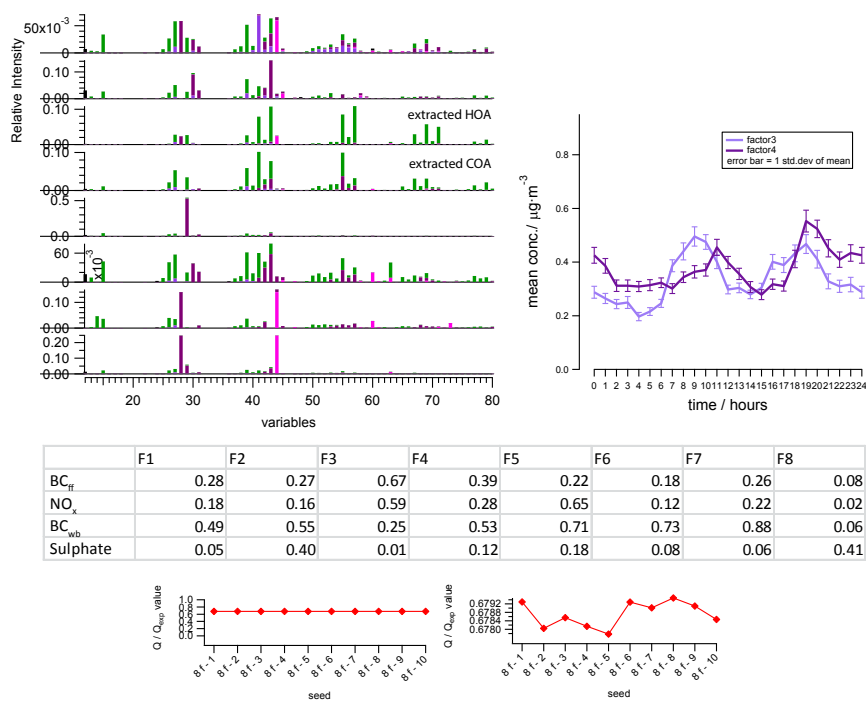 Relative Intensity
50x10-3
0
0.10
0.00
0.10
0.00
extracted HOA
0.10
0.00
extracted COA
0.5
0.0
60
x10-3
0
0.10
0.00
0.20
0.00
20 30 40 50 60 70 80
variables
factor3
factor4
error bar = 1 std.dev of mean
mean conc./ µg·m-3
0.8
0.6
0.4
0.2
0.0
0 1 2 3 4 5 6 7 8 9 10 11 12 13 14 15 16 17 18 19 20 21 22 23 24
time / hours
F1 F2 F3 F4 F5 F6 F7 F8
BCff 0.28 0.27 0.67 0.39 0.22 0.18 0.26 0.08
NOx 0.18 0.16 0.59 0.28 0.65 0.12 0.22 0.02
BCwb 0.49 0.55 0.25 0.53 0.71 0.73 0.88 0.06
Sulphate 0.05 0.40 0.01 0.12 0.18 0.08 0.06 0.41
Q / Qexp value
1.0
0.8
0.6
0.4
0.2
0.0
8 f - 1 8 f - 2 8 f - 3 8 f - 4 8 f - 5 8 f - 6 8 f - 7 8 f - 8 8 f - 9 8 f - 10
seed
Q / Qexp value
0.6792
0.6788
0.6784
0.6780
8 f - 1 8 f - 2 8 f - 3 8 f - 4 8 f - 5 8 f - 6 8 f - 7 8 f - 8 8 f - 9 8 f - 10
seed